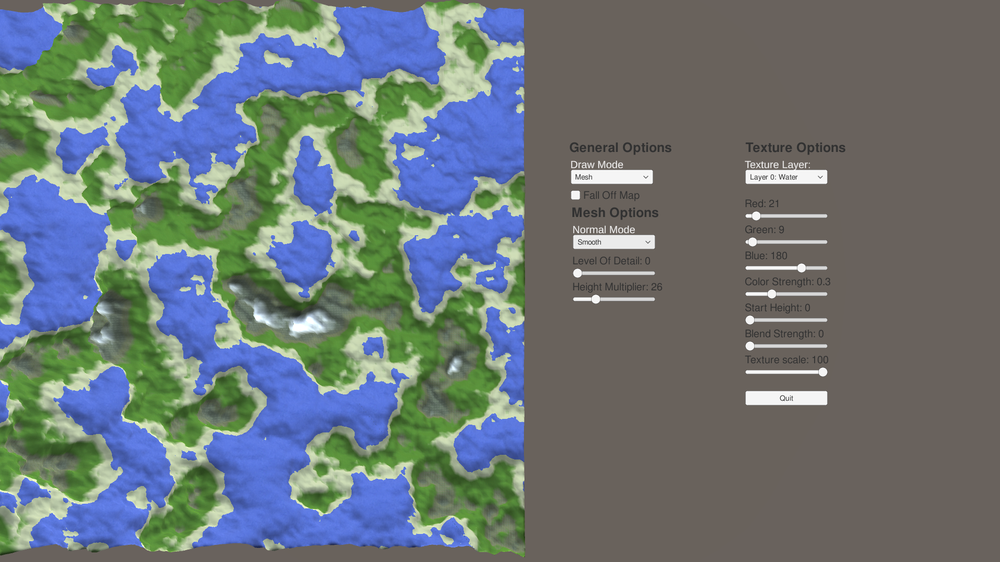 General Options
Draw Mode
Mesh
Fall Off Map
Mesh Options
Normal Mode
Smooth
Level Of Detail: 0
Height Multiplier: 26
Texture Options
Texture Layer:
Layer 0: Water
Red: 21
Green: 9
Blue: 180
Color Strength: 0.3
Start Height: 0
Blend Strength: 0
Texture scale: 100
Quit